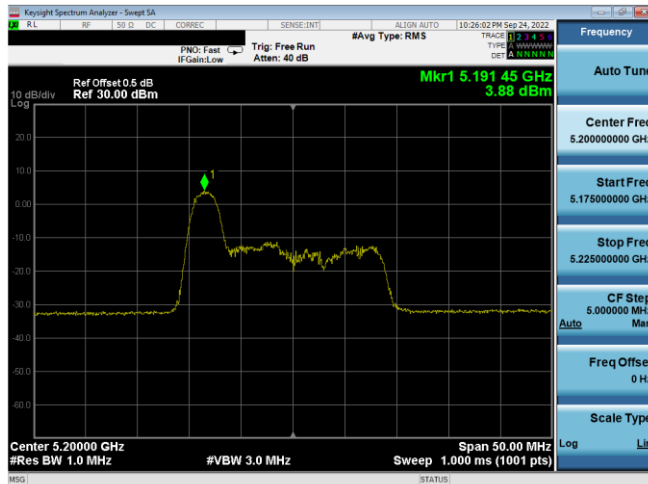 Keysight Spectrum Analyzer - Swept SA
RL RF 50 Ω DC CORREC SENSE:INT ALIGN AUTO 10:26:02 PM Sep 24, 2022
#Avg Type: RMS
TRACE 1 2 3 4 5 6
PNO: Fast Trig: Free Run TYPE A WWWWW
IFGain:Low Atten: 40 dB DET A N N N N N
Mkr1 5.191 45 GHz
Ref Offset 0.5 dB
10 dB/div Ref 30.00 dBm 3.88 dBm
Log
20.0
1
10.0
0.00
-10.0
-20.0
-30.0
-40.0
-50.0
-60.0
Center 5.20000 GHz Span 50.00 MHz
#Res BW 1.0 MHz #VBW 3.0 MHz Sweep 1.000 ms (1001 pts)
MSG STATUS
Frequency
Auto Tune
Center Freq
5.200000000 GHz
Start Freq
5.175000000 GHz
Stop Freq
5.225000000 GHz
CF Step
5.000000 MHz
Auto Man
Freq Offset
0 Hz
Scale Type
Log Lin